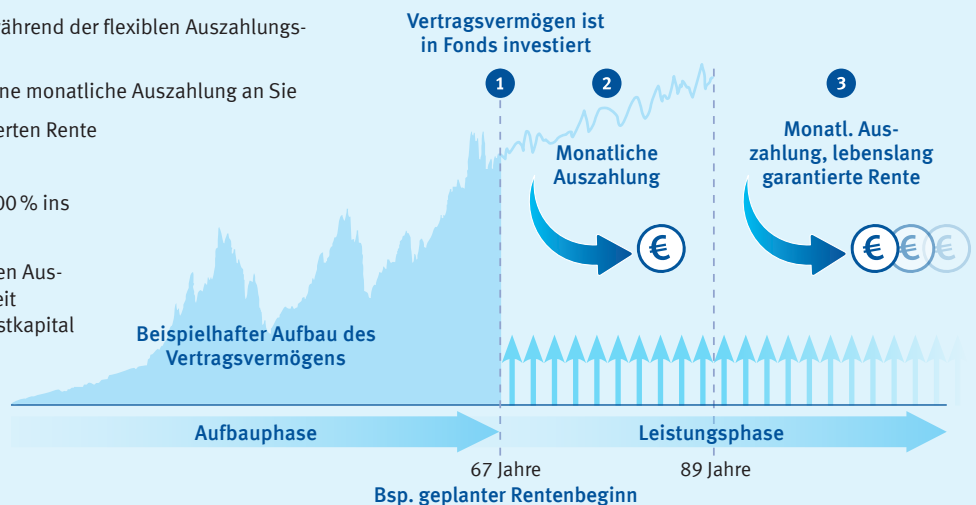 während der flexiblen Auszahlungs-
ne monatliche Auszahlung an Sie
erten Rente
00 % ins
en Aus-
eit
stkapital
Vertragsvermögen ist
in Fonds investiert
1
2
3
Monatliche
Auszahlung
€
Monatl. Aus-
zahlung, lebenslang
garantierte Rente
€ € €
Beispielhafter Aufbau des
Vertragsvermögens
Aufbauphase
Leistungsphase
67 Jahre
89 Jahre
Bsp. geplanter Rentenbeginn